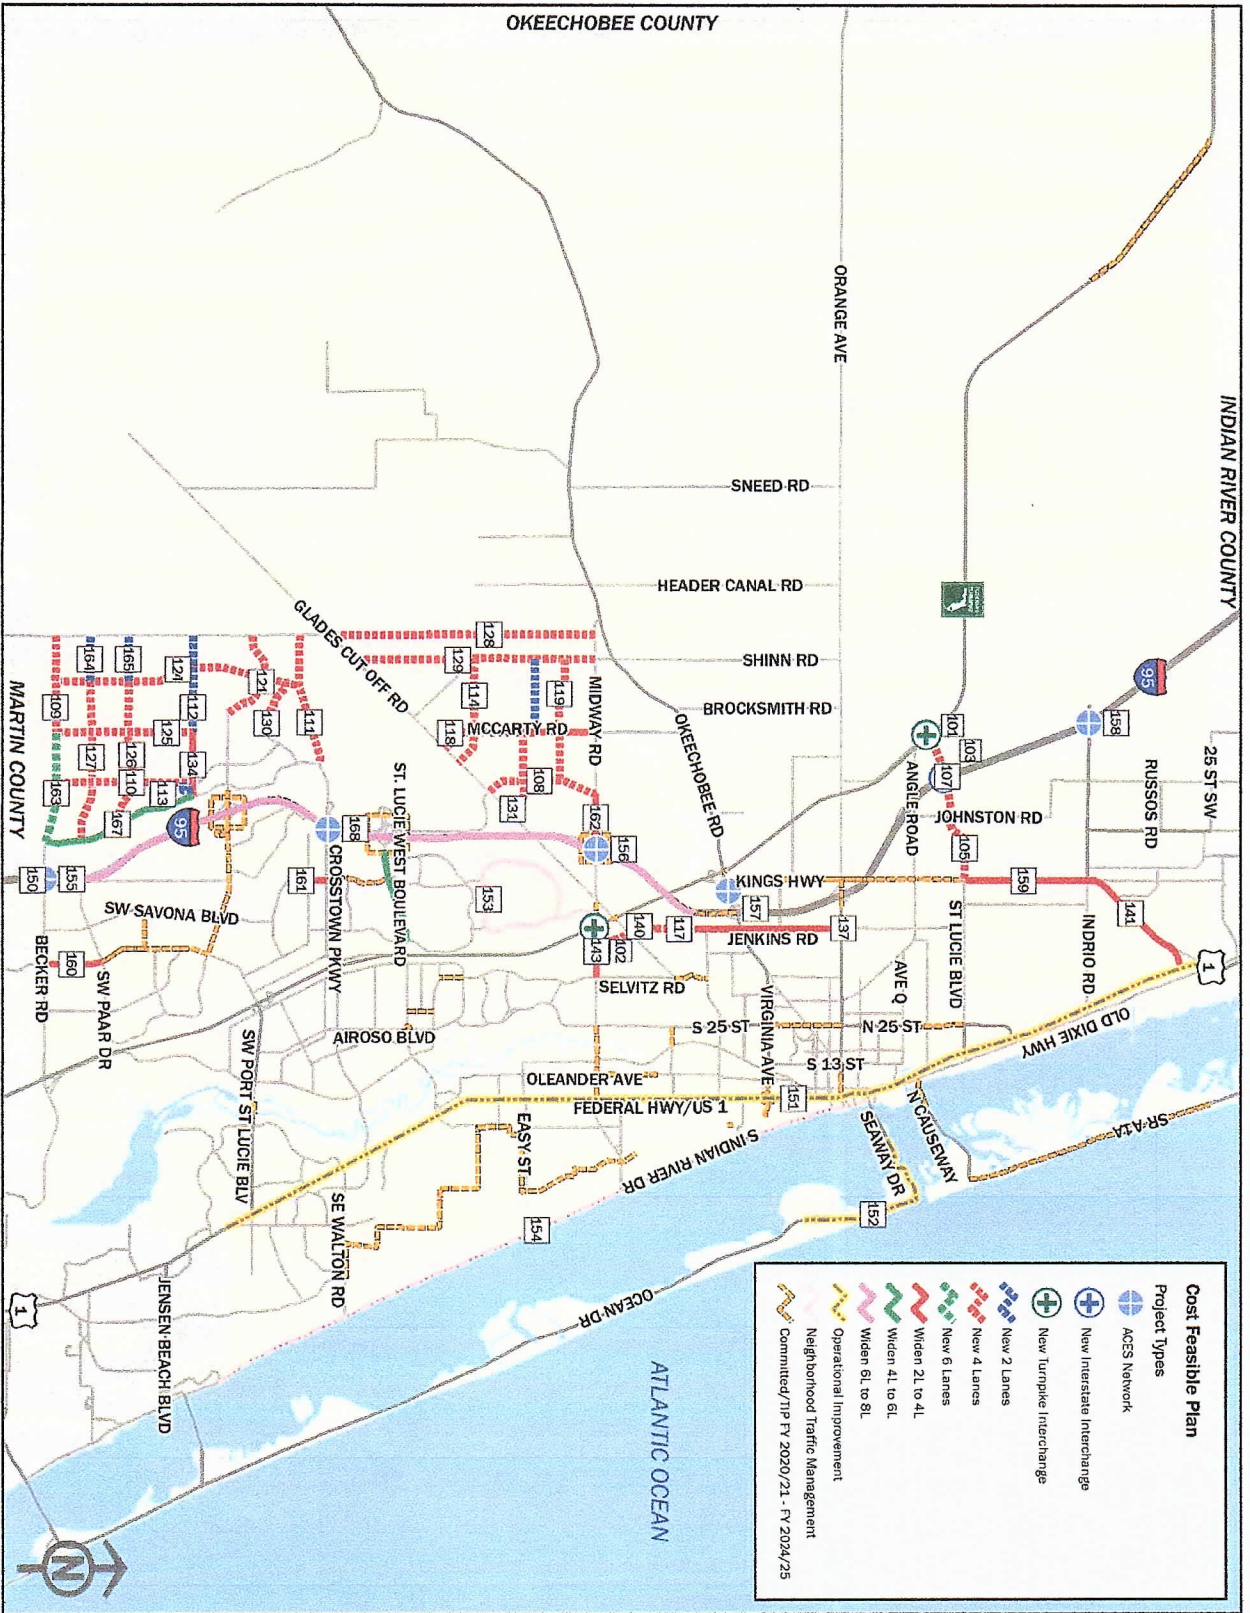 OKEECHOBEE COUNTY
INDIAN RIVER COUNTY
MARTIN COUNTY
ATLANTIC OCEAN
Cost Feasible Plan
Project Types
ACES Network
New Interstate Interchange
New Turnpike Interchange
New 2 Lanes
New 4 Lanes
New 6 Lanes
Widen 2L to 4L
Widen 4L to 6L
Widen 6L to 8L
Operational Improvement
Neighborhood Traffic Management
Committed/TIP FY 2020/21 - FY 2024/25
25 ST SW
RUSSOS RD
INDRIO RD
OLD DIXIE HWY
JOHNSTON RD
ANGLE ROAD
ST LUCIE BLVD
AVE Q
N 25 ST
S 13 ST
N CAUSEWAY
SR-A1A
SEAWAY DR
ORANGE AVE
SNEED RD
HEADER CANAL RD
SHINN RD
BROCKSMITH RD
OKEECHOBEE RD
KINGS HWY
JENKINS RD
VIRGINIA AVE
S 25 ST
SELVITZ RD
OLEANDER AVE
FEDERAL HWY/US 1
S INDIAN RIVER DR
MIDWAY RD
MCCARTY RD
GLADES CUT OFF RD
ST. LUCIE WEST BOULEVARD
CROSSTOWN PKWY
AIROSO BLVD
EASY ST
SE WALTON RD
OCEAN DR
SW SAVONA BLVD
SW PAAR DR
BECKER RD
SW PORT ST LUCIE BLV
JENSEN BEACH BLVD
95
95
1
1
N
158
101
103
107
105
159
141
137
157
117
140
102
143
156
162
151
152
154
153
128
129
119
114
118
108
131
168
161
111
130
121
124
112
134
113
165
164
125
126
110
127
109
163
167
155
150
160